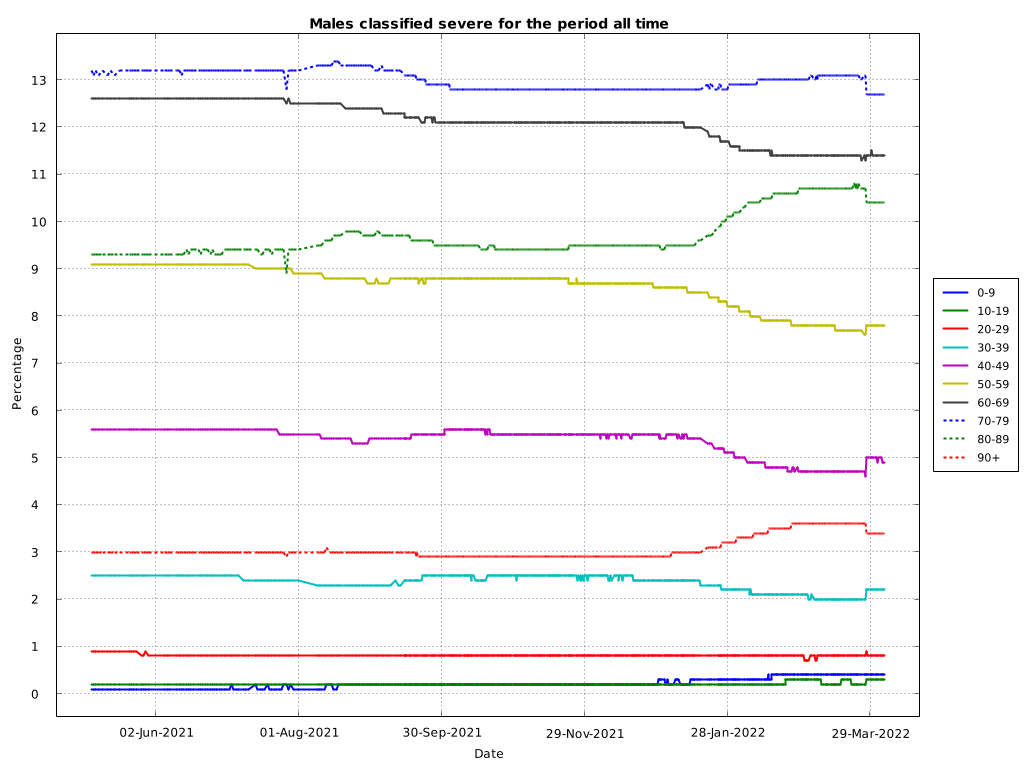 Males classified severe for the period all time
Percentage
13
12
11
10
9
8
7
6
5
4
3
2
1
0
02-Jun-2021
01-Aug-2021
30-Sep-2021
29-Nov-2021
28-Jan-2022
29-Mar-2022
Date
0-9
10-19
20-29
30-39
40-49
50-59
60-69
70-79
80-89
90+